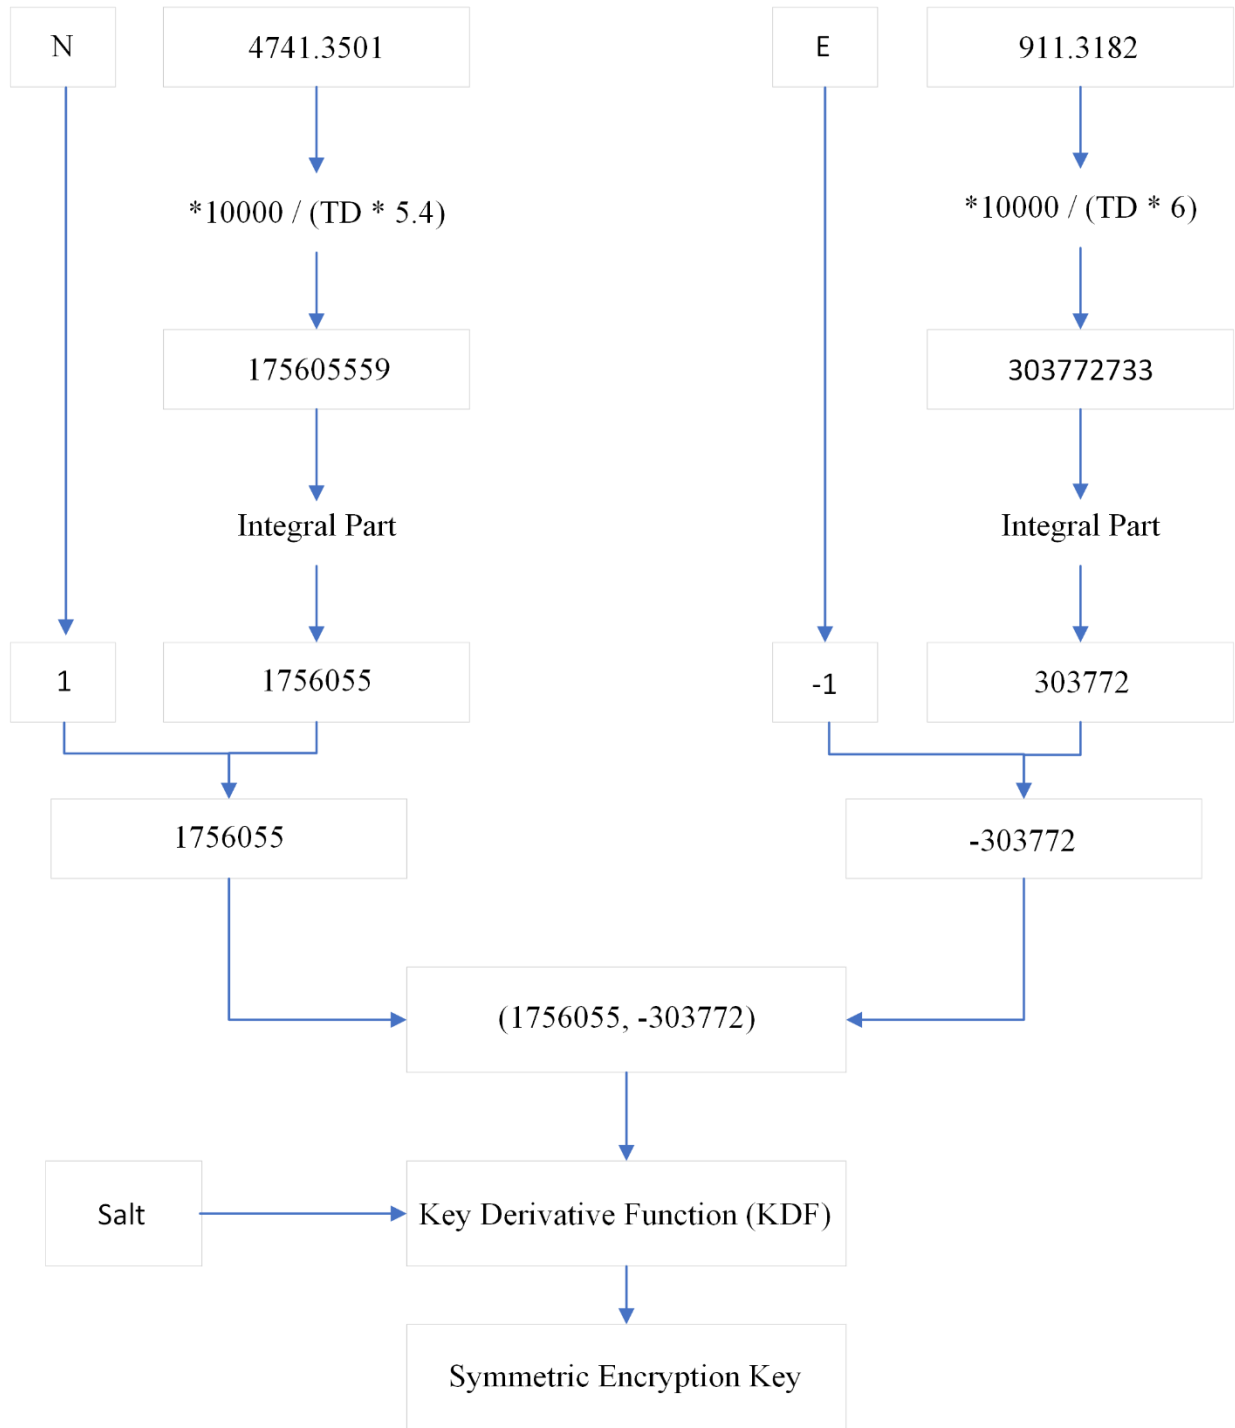 N
4741.3501
E
911.3182
*10000 / (TD * 5.4)
*10000 / (TD * 6)
175605559
303772733
Integral Part
Integral Part
1
1756055
-1
303772
1756055
-303772
(1756055, -303772)
Salt
Key Derivative Function (KDF)
Symmetric Encryption Key